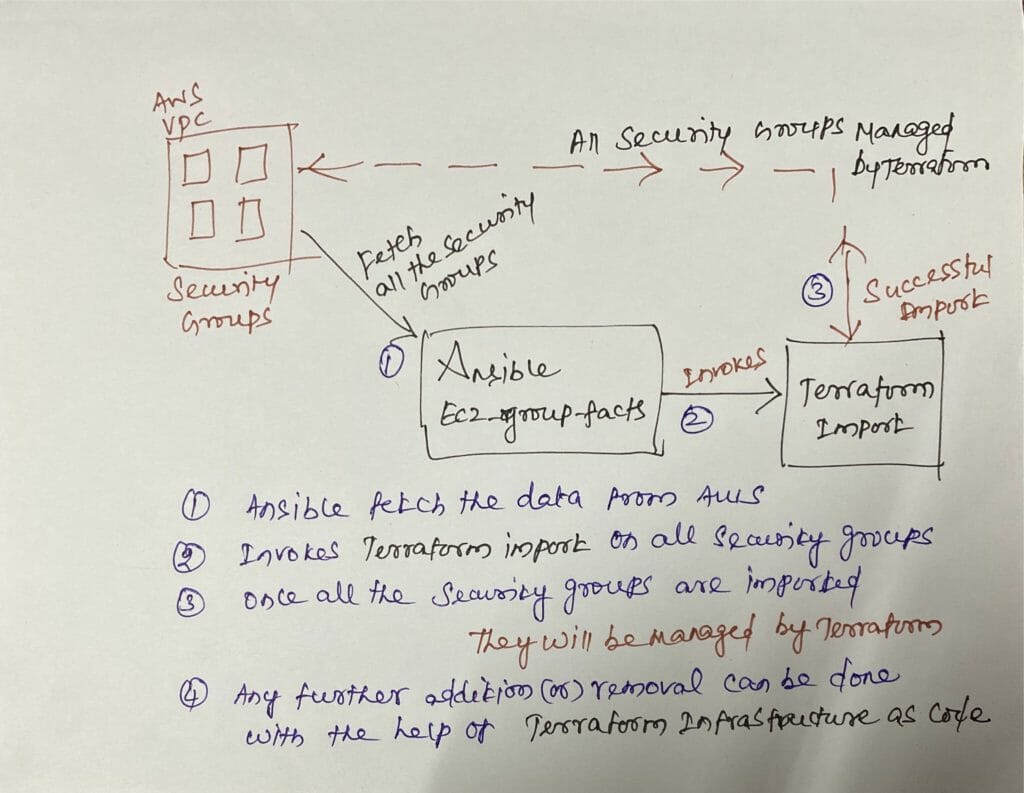 AWS
VPC
All Security Groups Managed
by Terraform
Fetch
all the security
Groups
Security
Groups
③
Successful
Import
①
Ansible
Ec2_group-facts
Invokes
②
Terraform
Import
① Ansible fetch the data from AWS
② Invokes Terraform import on all security groups
③ once all the Security groups are imported
They will be managed by Terraform
④ Any further addition (or) removal can be done
with the help of Terraform Infrastructure as code